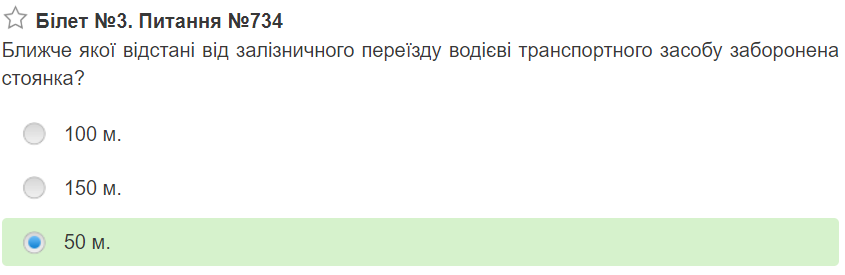 Білет №3. Питання №734
Ближче якої відстані від залізничного переїзду водієві транспортного засобу заборонена
стоянка?
100 м.
150 м.
50 м.